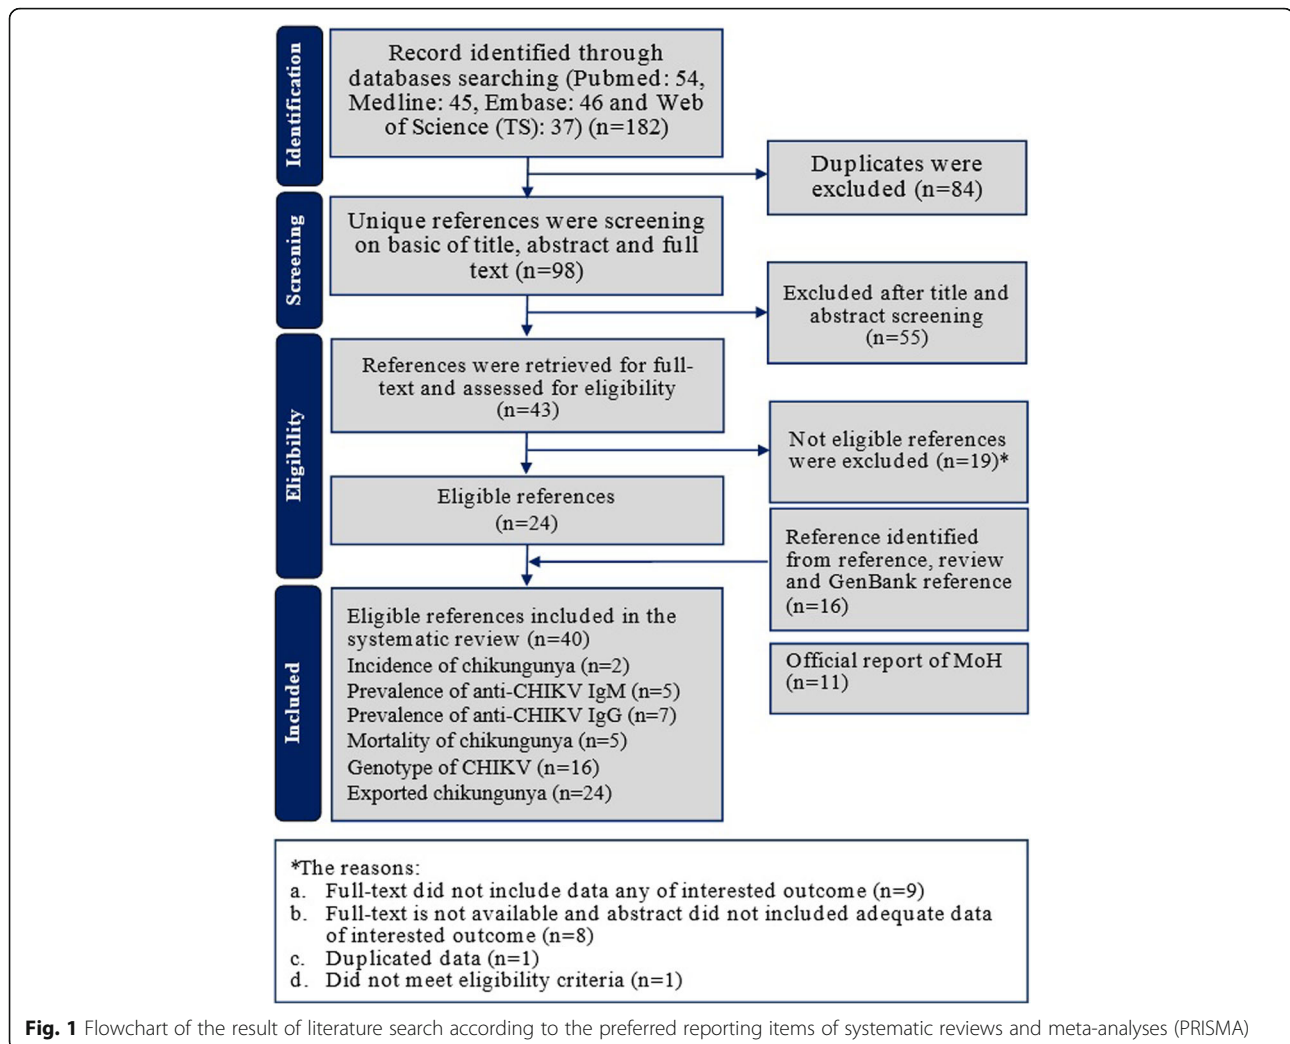 Identification
Record identified through
databases searching (Pubmed: 54,
Medline: 45, Embase: 46 and Web
of Science (TS): 37) (n=182)
Duplicates were
excluded (n=84)
Screening
Unique references were screening
on basic of title, abstract and full
text (n=98)
Excluded after title and
abstract screening
(n=55)
Eligibility
References were retrieved for full-
text and assessed for eligibility
(n=43)
Not eligible references
were excluded (n=19)*
Eligible references
(n=24)
Reference identified
from reference, review
and GenBank reference
(n=16)
Official report of MoH
(n=11)
Included
Eligible references included in the
systematic review (n=40)
Incidence of chikungunya (n=2)
Prevalence of anti-CHIKV IgM (n=5)
Prevalence of anti-CHIKV IgG (n=7)
Mortality of chikungunya (n=5)
Genotype of CHIKV (n=16)
Exported chikungunya (n=24)
*The reasons:
a. Full-text did not include data any of interested outcome (n=9)
b. Full-text is not available and abstract did not included adequate data
of interested outcome (n=8)
c. Duplicated data (n=1)
d. Did not meet eligibility criteria (n=1)
Fig. 1 Flowchart of the result of literature search according to the preferred reporting items of systematic reviews and meta-analyses (PRISMA)